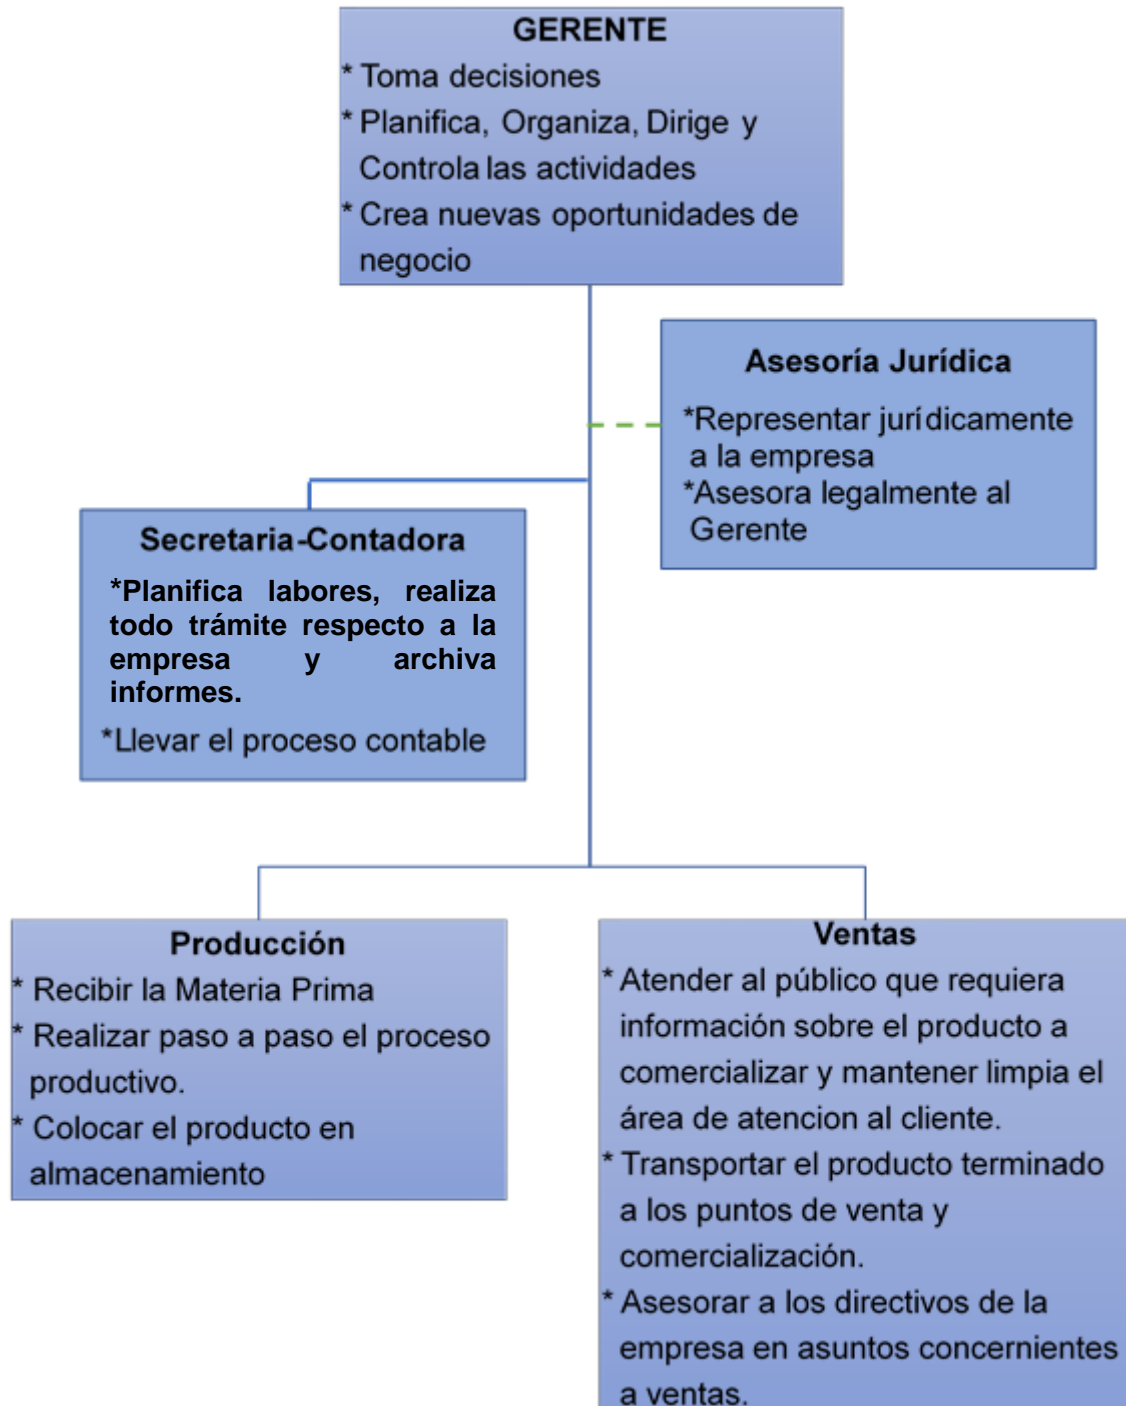 GERENTE
* Toma decisiones
* Planifica, Organiza, Dirige y
Controla las actividades
* Crea nuevas oportunidades de
negocio
Asesoría Jurídica
*Representar jurídicamente
a la empresa
*Asesora legalmente al
Gerente
Secretaria-Contadora
*Planifica labores, realiza
todo trámite respecto a la
empresa y archiva
informes.
*Llevar el proceso contable
Producción
* Recibir la Materia Prima
* Realizar paso a paso el proceso
productivo.
* Colocar el producto en
almacenamiento
Ventas
* Atender al público que requiera
información sobre el producto a
comercializar y mantener limpia el
área de atencion al cliente.
* Transportar el producto terminado
a los puntos de venta y
comercialización.
* Asesorar a los directivos de la
empresa en asuntos concernientes
a ventas.